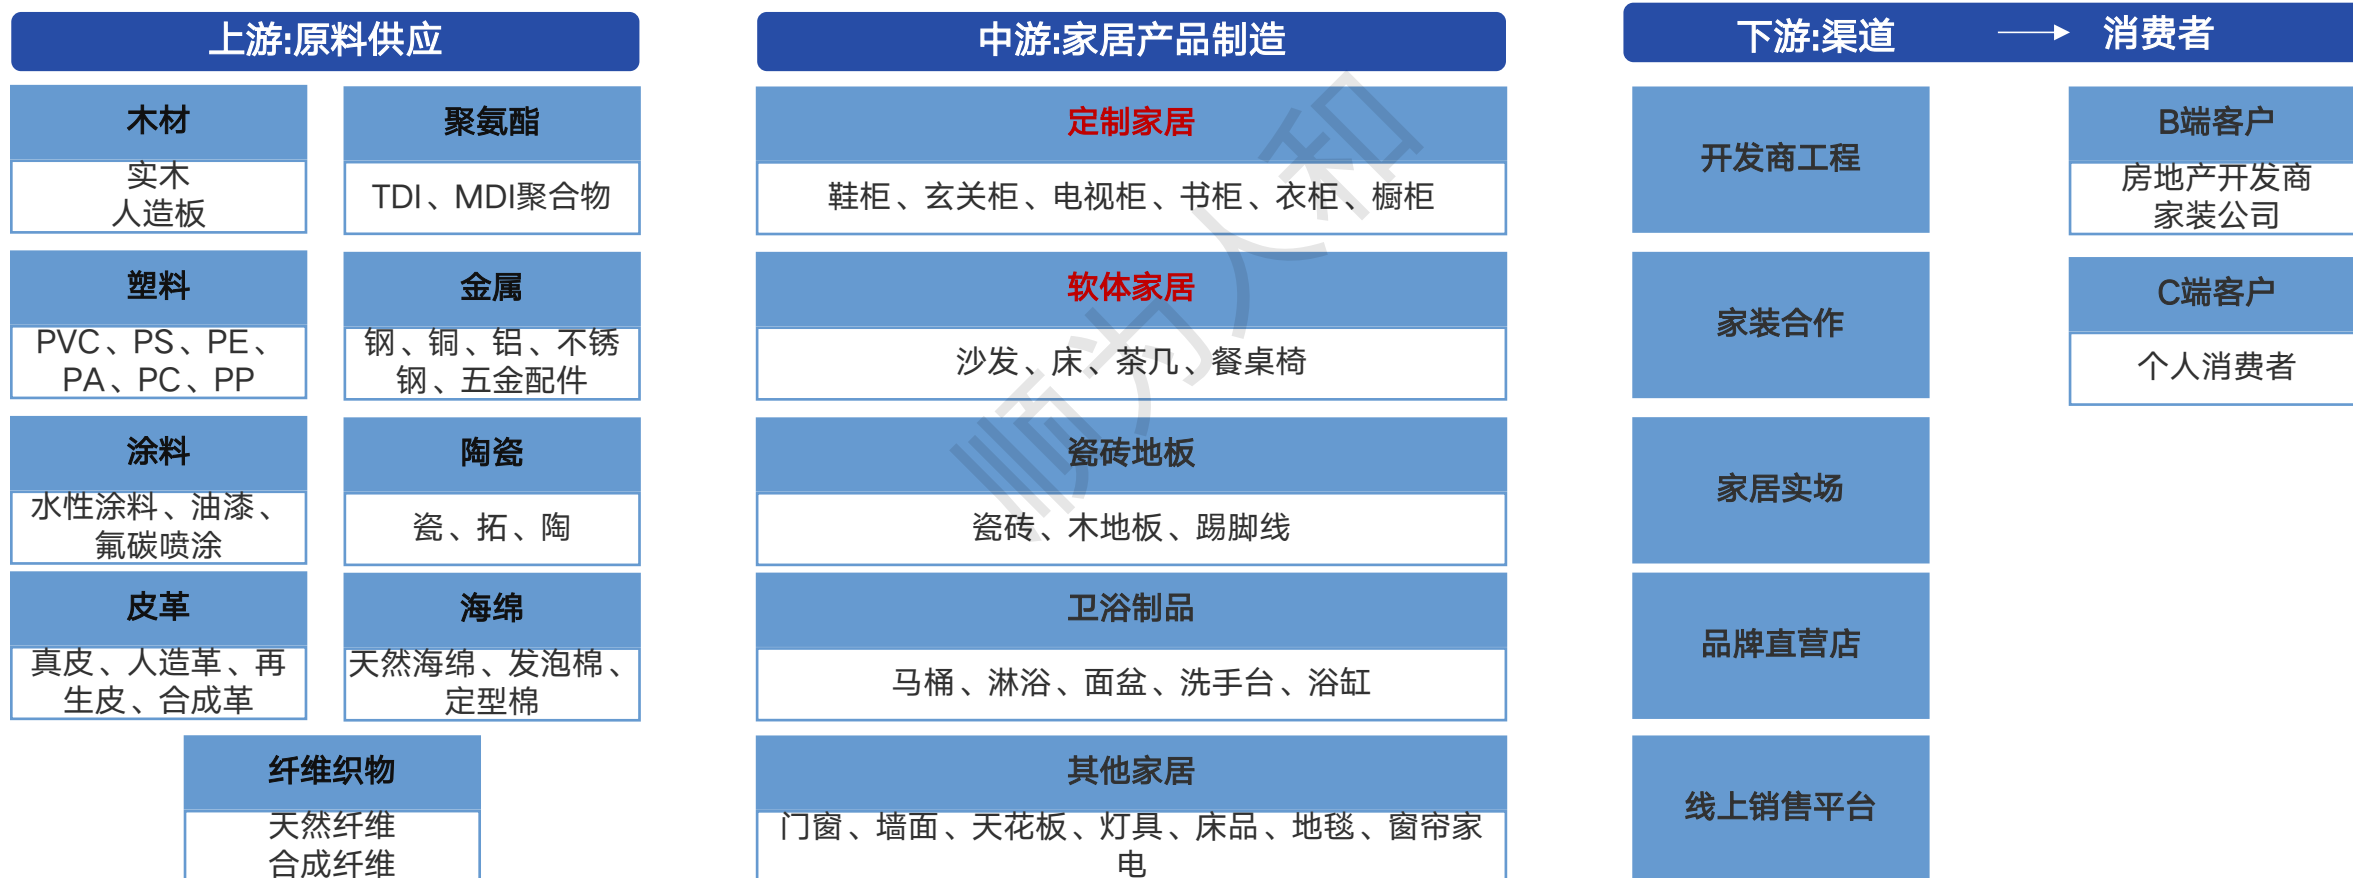 上游:原料供应
木材
实木
人造板
聚氨酯
TDI、MDI聚合物
塑料
PVC、PS、PE、
PA、PC、PP
金属
钢、铜、铝、不锈
钢、五金配件
涂料
水性涂料、油漆、
氟碳喷涂
陶瓷
瓷、拓、陶
皮革
真皮、人造革、再
生皮、合成革
海绵
天然海绵、发泡棉、
定型棉
纤维织物
天然纤维
合成纤维
中游:家居产品制造
定制家居
鞋柜、玄关柜、电视柜、书柜、衣柜、橱柜
软体家居
沙发、床、茶几、餐桌椅
瓷砖地板
瓷砖、木地板、踢脚线
卫浴制品
马桶、淋浴、面盆、洗手台、浴缸
其他家居
门窗、墙面、天花板、灯具、床品、地毯、窗帘家
电
下游:渠道
消费者
开发商工程
家装合作
家居实场
品牌直营店
线上销售平台
B端客户
房地产开发商
家装公司
C端客户
个人消费者
顺为人和